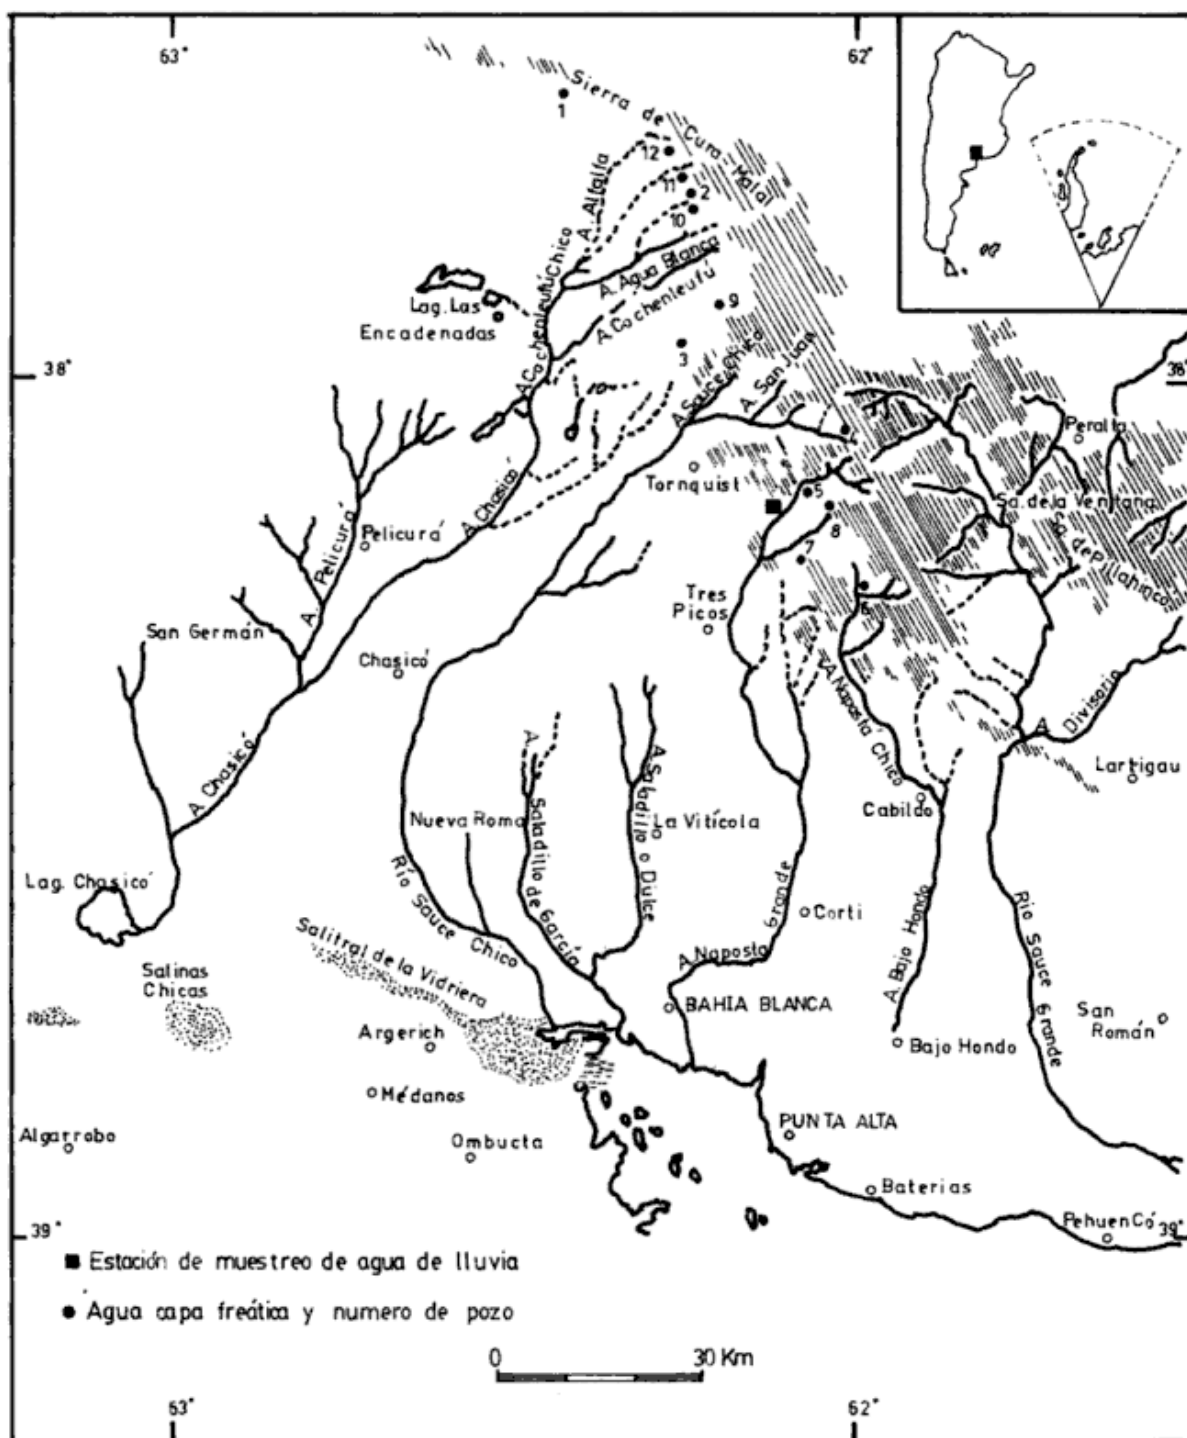 63°
62°
Sierra de Cura-Malal
1
12
11
2
10
A. Alfalfa
A. Agua Blanca
A. Cochenleufú
A. Cochenleufú Chico
Lag. Las
Encadenadas
9
3
38°
38°
A. Sauce Chico
A. San Juan
Peralta
Tornquist
5
8
7
6
Sa. de la Ventana
Sa. de Pillahinco
A. Chasicó
Pelicurá
A. Pelicurá
Tres
Picos
San Germán
Chasicó
A. Napostá Chico
A. Divisorio
Lartigau
A. Chasicó
Cabildo
Nueva Roma
A. Saladillo de García
A. Saladillo o Dulce
La Vitícola
Lag. Chasicó
Río Sauce Chico
Corti
A. Naposta Grande
A. Bajo Hondo
Río Sauce Grande
Salitral de la Vidriera
Salinas
Chicas
BAHIA BLANCA
San
Román
Argerich
Bajo Hondo
Médanos
Algarrobo
Ombucta
PUNTA ALTA
Baterias
Pehuen Có
39°
39°
Estación de muestreo de agua de lluvia
Agua capa freática y numero de pozo
0 30 Km
63°
62°